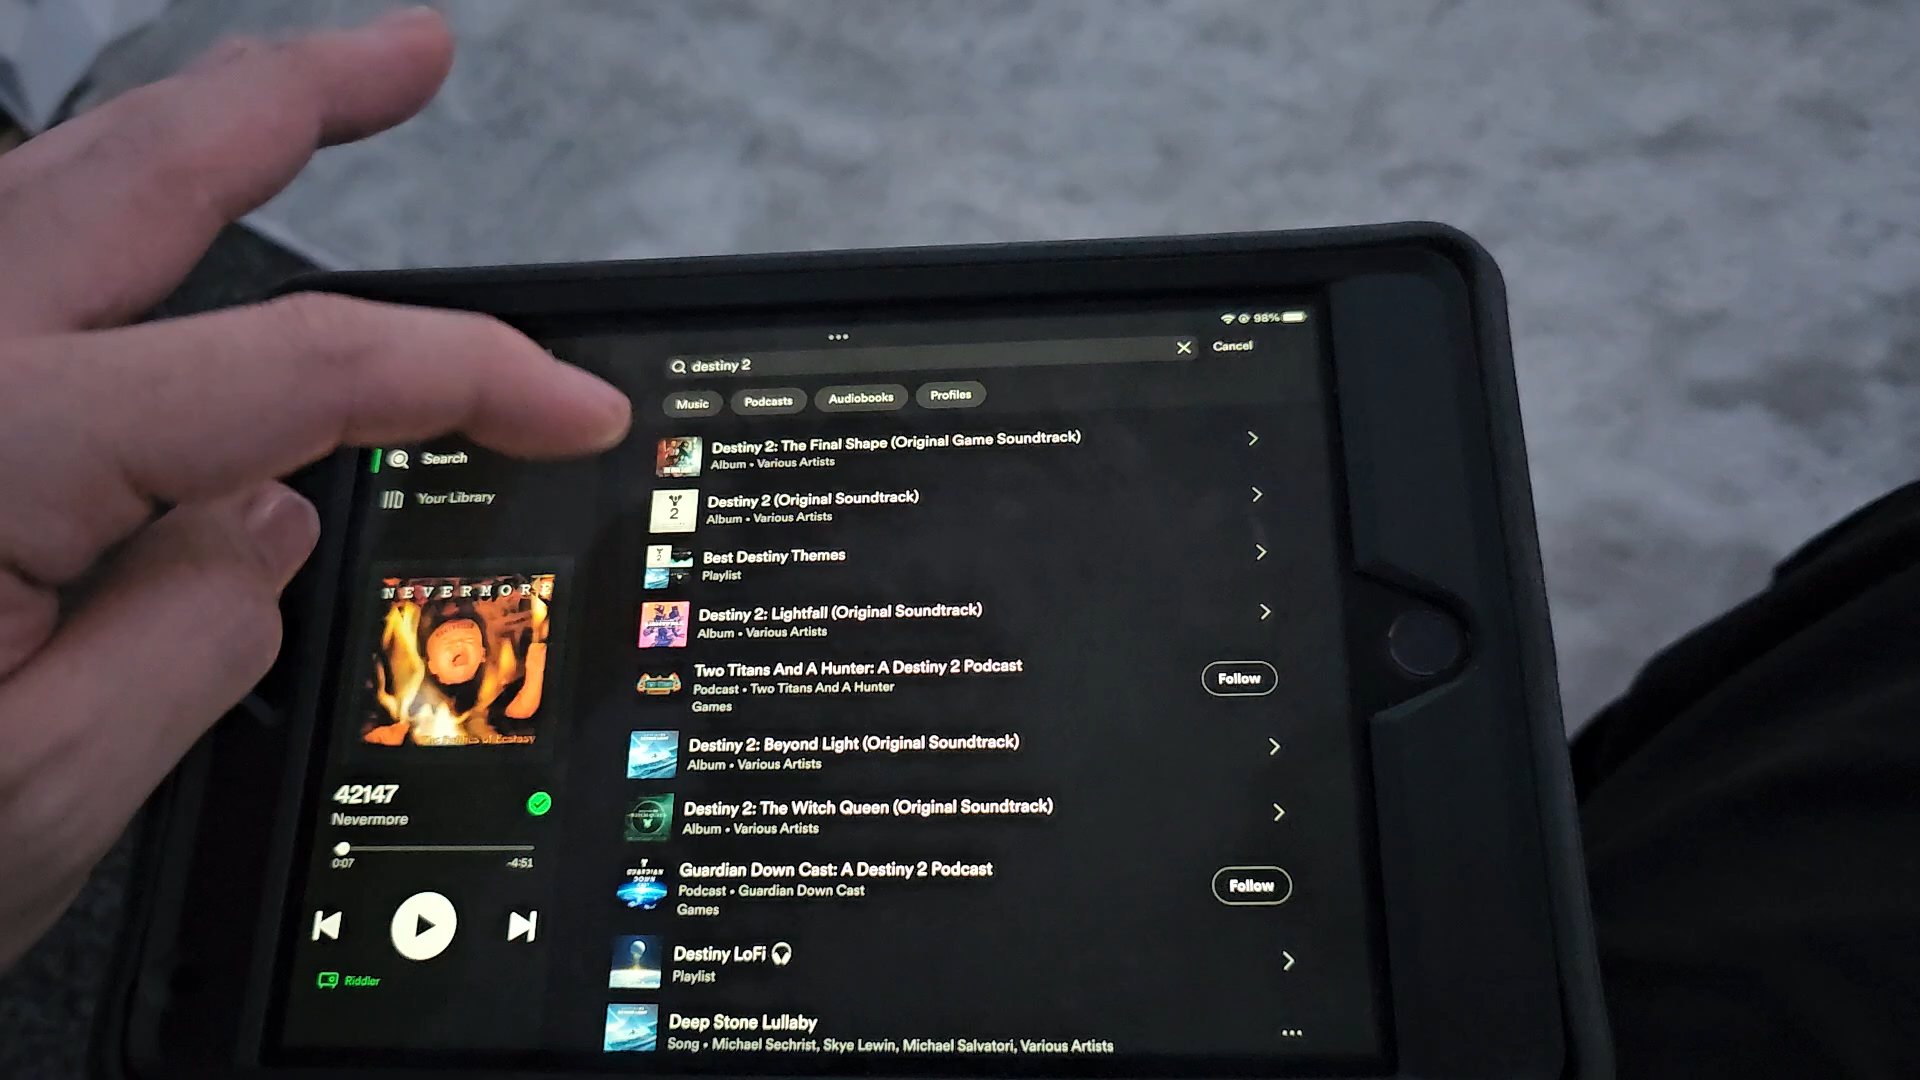 98%
destiny 2
Cancel
Music
Podcasts
Audiobooks
Profiles
Search
Your Library
Destiny 2: The Final Shape (Original Game Soundtrack)
Album • Various Artists
2
Destiny 2 (Original Soundtrack)
Album • Various Artists
Best Destiny Themes
Playlist
Destiny 2: Lightfall (Original Soundtrack)
Album • Various Artists
Two Titans And A Hunter: A Destiny 2 Podcast
Podcast • Two Titans And A Hunter
Games
Follow
Destiny 2: Beyond Light (Original Soundtrack)
Album • Various Artists
Destiny 2: The Witch Queen (Original Soundtrack)
Album • Various Artists
GUARDIAN
DOWN
CAST
Guardian Down Cast: A Destiny 2 Podcast
Podcast • Guardian Down Cast
Games
Follow
Destiny LoFi
Playlist
Deep Stone Lullaby
Song • Michael Sechrist, Skye Lewin, Michael Salvatori, Various Artists
NEVERMORE
The Politics of Ecstasy
42147
Nevermore
0:07
-4:51
Riddler